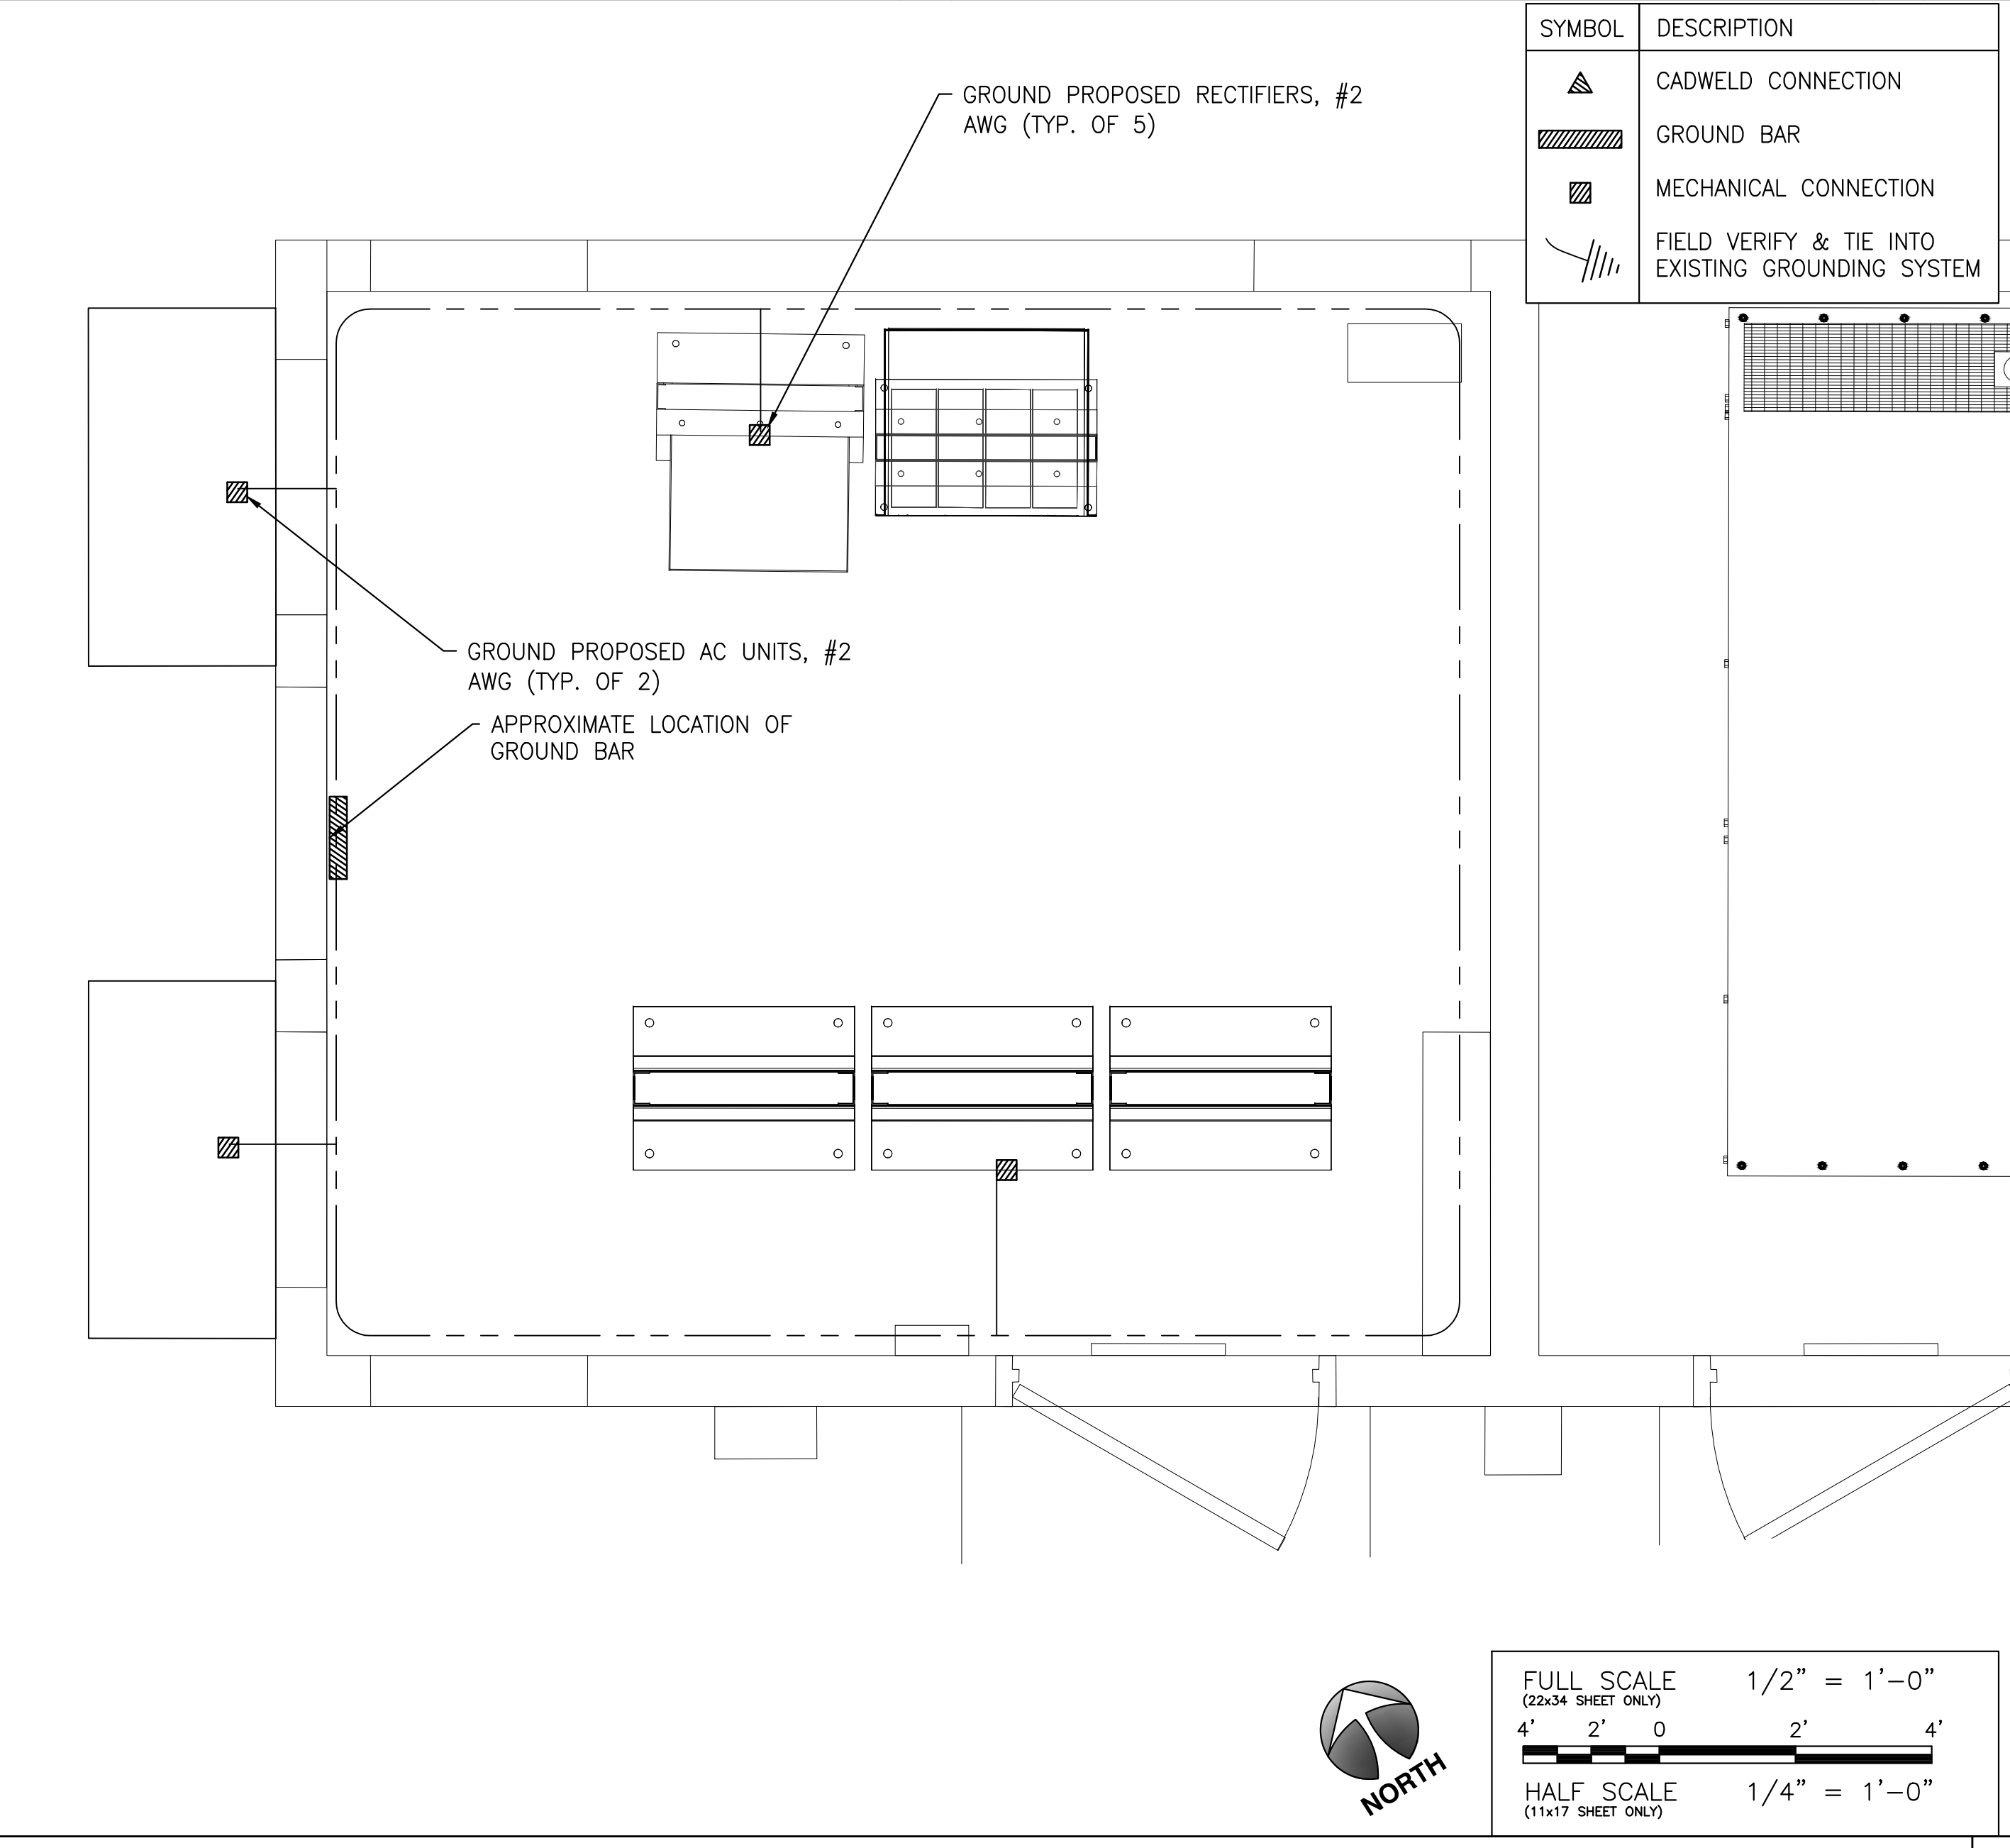 SYMBOL DESCRIPTION
CADWELD CONNECTION
GROUND BAR
MECHANICAL CONNECTION
FIELD VERIFY & TIE INTO
EXISTING GROUNDING SYSTEM
GROUND PROPOSED RECTIFIERS, #2
AWG (TYP. OF 5)
GROUND PROPOSED AC UNITS, #2
AWG (TYP. OF 2)
APPROXIMATE LOCATION OF
GROUND BAR
NORTH
FULL SCALE 1/2" = 1'-0"
(22x34 SHEET ONLY)
4' 2' 0 2' 4'
HALF SCALE 1/4" = 1'-0"
(11x17 SHEET ONLY)